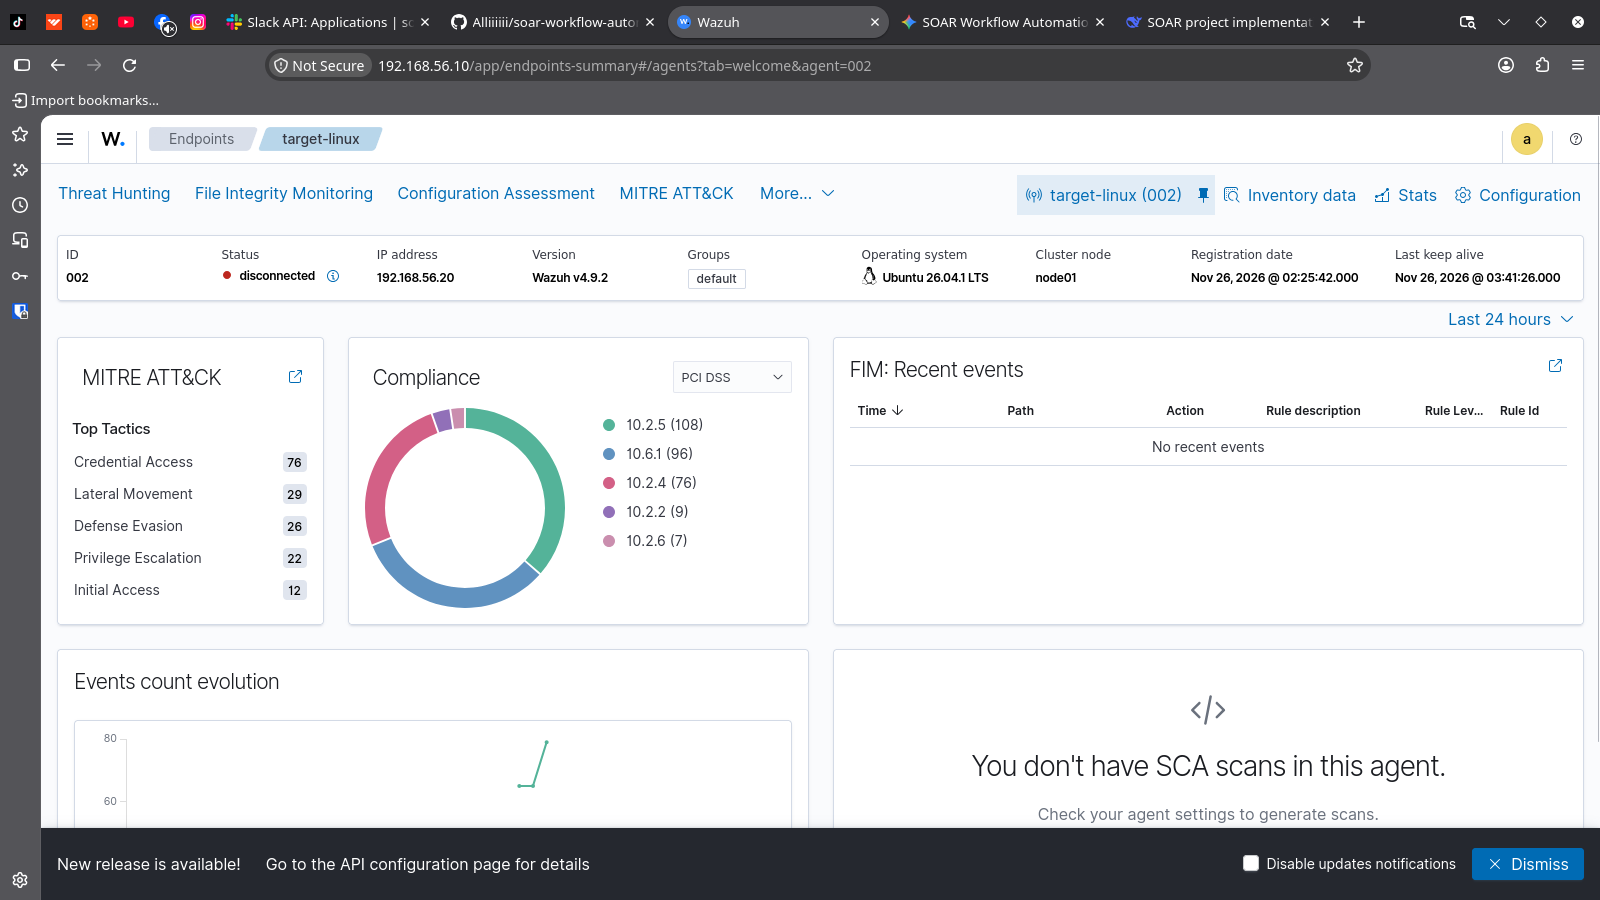 Slack API: Applications | sc
Alliiiiii/soar-workflow-auto
Wazuh
SOAR Workflow Automatio
SOAR project implementat
Not Secure
192.168.56.10/app/endpoints-summary#/agents?tab=welcome&agent=002
Import bookmarks...
W.
Endpoints
target-linux
a
Threat Hunting
File Integrity Monitoring
Configuration Assessment
MITRE ATT&CK
More...
target-linux (002)
Inventory data
Stats
Configuration
ID
Status
IP address
Version
Groups
Operating system
Cluster node
Registration date
Last keep alive
002
disconnected
192.168.56.20
Wazuh v4.9.2
default
Ubuntu 26.04.1 LTS
node01
Nov 26, 2026 @ 02:25:42.000
Nov 26, 2026 @ 03:41:26.000
Last 24 hours
MITRE ATT&CK
Top Tactics
Credential Access 76
Lateral Movement 29
Defense Evasion 26
Privilege Escalation 22
Initial Access 12
Compliance
PCI DSS
10.2.5 (108)
10.6.1 (96)
10.2.4 (76)
10.2.2 (9)
10.2.6 (7)
FIM: Recent events
Time
Path
Action
Rule description
Rule Lev...
Rule Id
No recent events
Events count evolution
80
60
You don't have SCA scans in this agent.
Check your agent settings to generate scans.
New release is available!
Go to the API configuration page for details
Disable updates notifications
Dismiss